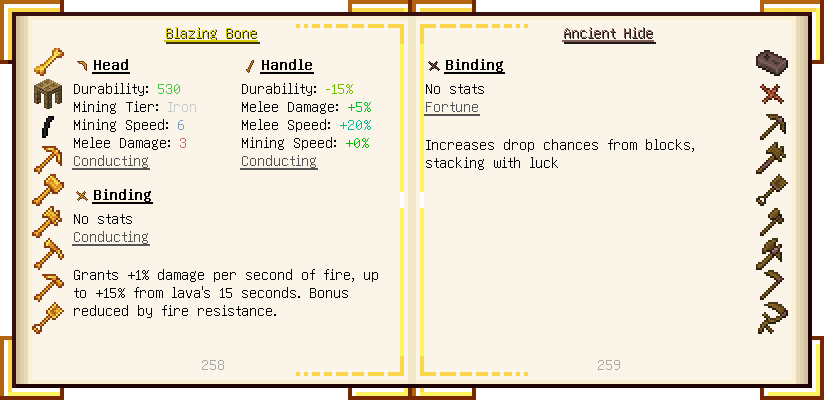 Blazing Bone
Head
Durability: 530
Mining Tier: Iron
Mining Speed: 6
Melee Damage: 3
Conducting
Handle
Durability: -15%
Melee Damage: +5%
Melee Speed: +20%
Mining Speed: +0%
Conducting
Binding
No stats
Conducting
Grants +1% damage per second of fire, up
to +15% from lava's 15 seconds. Bonus
reduced by fire resistance.
258
Ancient Hide
Binding
No stats
Fortune
Increases drop chances from blocks,
stacking with luck
259